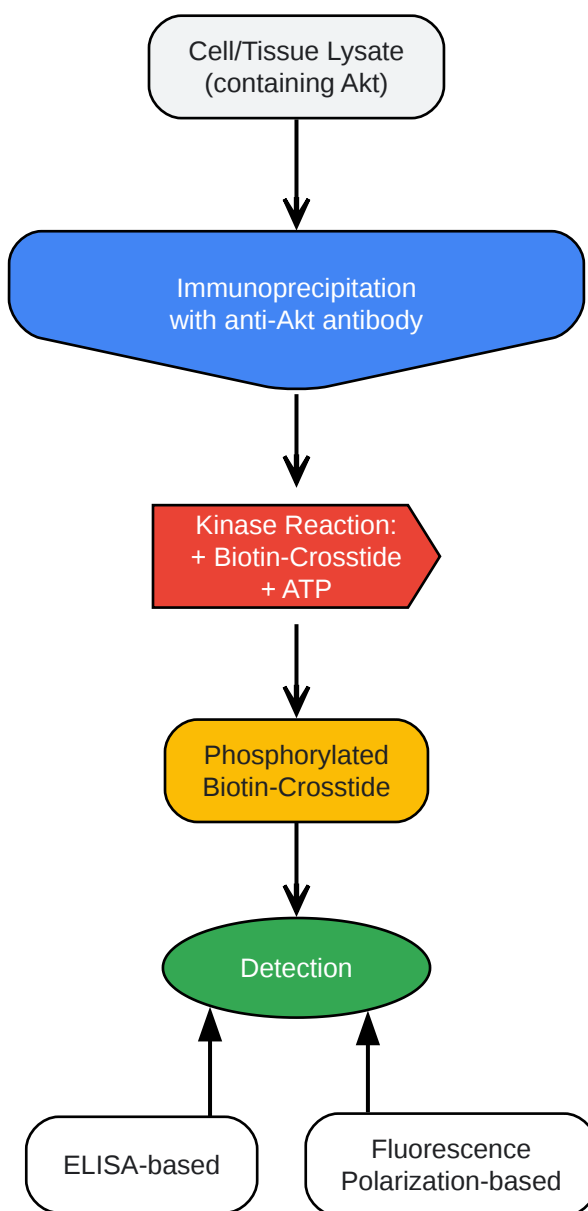 Cell/Tissue Lysate
(containing Akt)
Immunoprecipitation
with anti-Akt antibody
Kinase Reaction:
+ Biotin-Crosstide
+ ATP
Phosphorylated
Biotin-Crosstide
Detection
ELISA-based
Fluorescence
Polarization-based